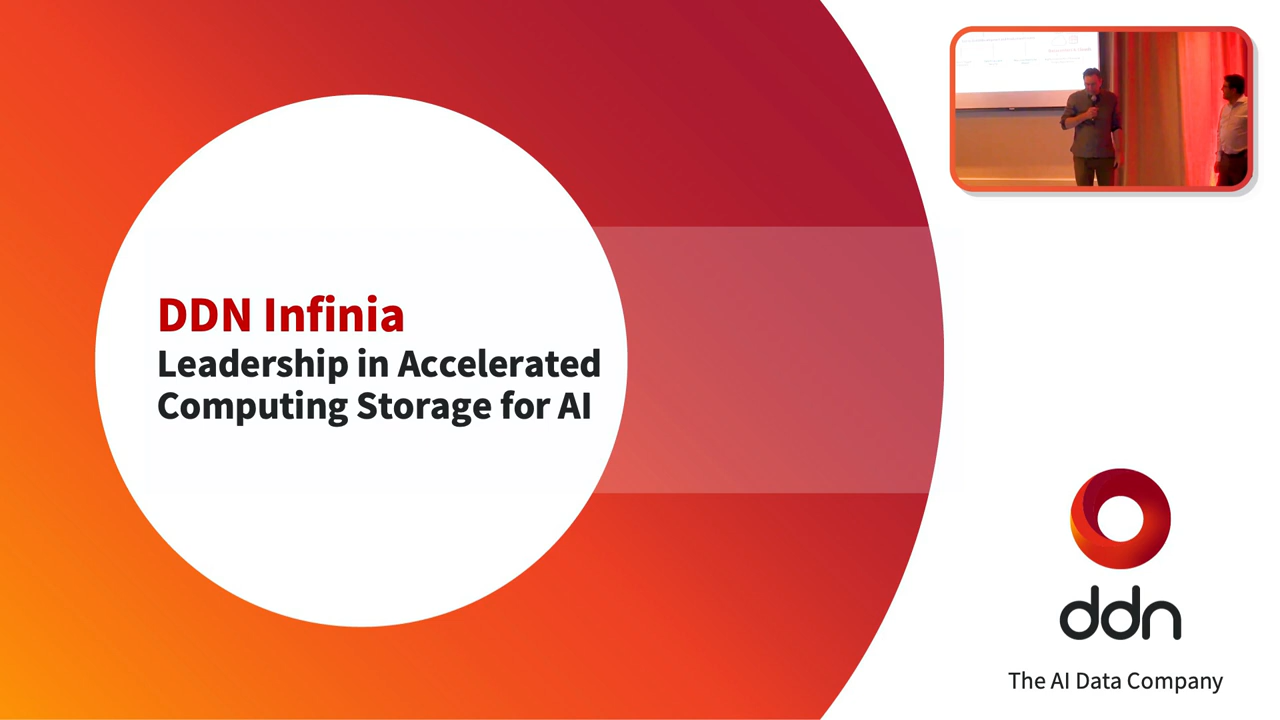 DDN Infinia
Leadership in Accelerated
Computing Storage for AI
ddn
The AI Data Company